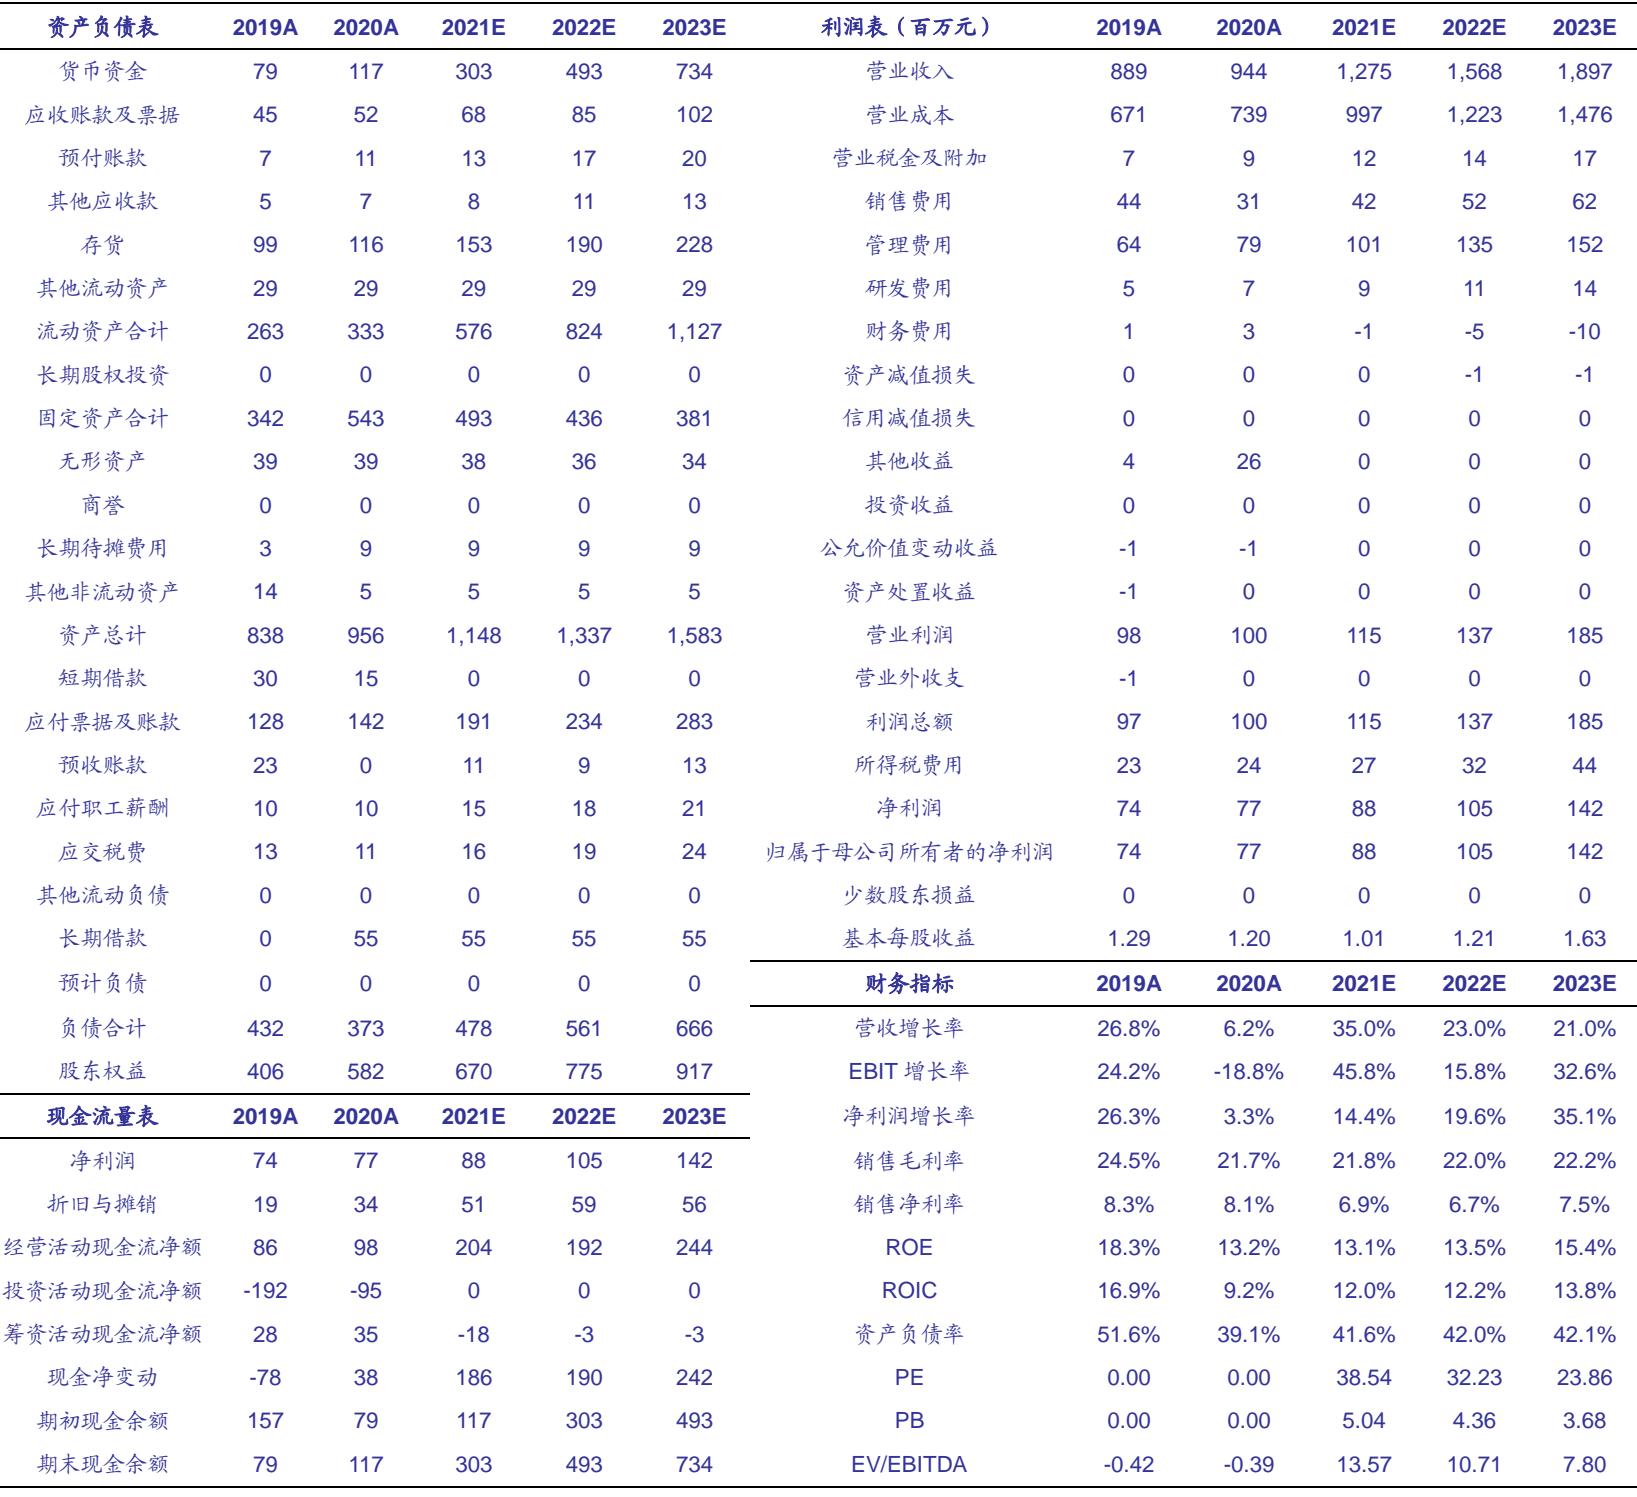 资产负债表 2019A 2020A 2021E 2022E 2023E
货币资金 79 117 303 493 734
应收账款及票据 45 52 68 85 102
预付账款 7 11 13 17 20
其他应收款 5 7 8 11 13
存货 99 116 153 190 228
其他流动资产 29 29 29 29 29
流动资产合计 263 333 576 824 1,127
长期股权投资 0 0 0 0 0
固定资产合计 342 543 493 436 381
无形资产 39 39 38 36 34
商誉 0 0 0 0 0
长期待摊费用 3 9 9 9 9
其他非流动资产 14 5 5 5 5
资产总计 838 956 1,148 1,337 1,583
短期借款 30 15 0 0 0
应付票据及账款 128 142 191 234 283
预收账款 23 0 11 9 13
应付职工薪酬 10 10 15 18 21
应交税费 13 11 16 19 24
其他流动负债 0 0 0 0 0
长期借款 0 55 55 55 55
预计负债 0 0 0 0 0
负债合计 432 373 478 561 666
股东权益 406 582 670 775 917
现金流量表 2019A 2020A 2021E 2022E 2023E
净利润 74 77 88 105 142
折旧与摊销 19 34 51 59 56
经营活动现金流净额 86 98 204 192 244
投资活动现金流净额 -192 -95 0 0 0
筹资活动现金流净额 28 35 -18 -3 -3
现金净变动 -78 38 186 190 242
期初现金余额 157 79 117 303 493
期末现金余额 79 117 303 493 734
利润表（百万元） 2019A 2020A 2021E 2022E 2023E
营业收入 889 944 1,275 1,568 1,897
营业成本 671 739 997 1,223 1,476
营业税金及附加 7 9 12 14 17
销售费用 44 31 42 52 62
管理费用 64 79 101 135 152
研发费用 5 7 9 11 14
财务费用 1 3 -1 -5 -10
资产减值损失 0 0 0 -1 -1
信用减值损失 0 0 0 0 0
其他收益 4 26 0 0 0
投资收益 0 0 0 0 0
公允价值变动收益 -1 -1 0 0 0
资产处置收益 -1 0 0 0 0
营业利润 98 100 115 137 185
营业外收支 -1 0 0 0 0
利润总额 97 100 115 137 185
所得税费用 23 24 27 32 44
净利润 74 77 88 105 142
归属于母公司所有者的净利润 74 77 88 105 142
少数股东损益 0 0 0 0 0
基本每股收益 1.29 1.20 1.01 1.21 1.63
财务指标 2019A 2020A 2021E 2022E 2023E
营收增长率 26.8% 6.2% 35.0% 23.0% 21.0%
EBIT 增长率 24.2% -18.8% 45.8% 15.8% 32.6%
净利润增长率 26.3% 3.3% 14.4% 19.6% 35.1%
销售毛利率 24.5% 21.7% 21.8% 22.0% 22.2%
销售净利率 8.3% 8.1% 6.9% 6.7% 7.5%
ROE 18.3% 13.2% 13.1% 13.5% 15.4%
ROIC 16.9% 9.2% 12.0% 12.2% 13.8%
资产负债率 51.6% 39.1% 41.6% 42.0% 42.1%
PE 0.00 0.00 38.54 32.23 23.86
PB 0.00 0.00 5.04 4.36 3.68
EV/EBITDA -0.42 -0.39 13.57 10.71 7.80